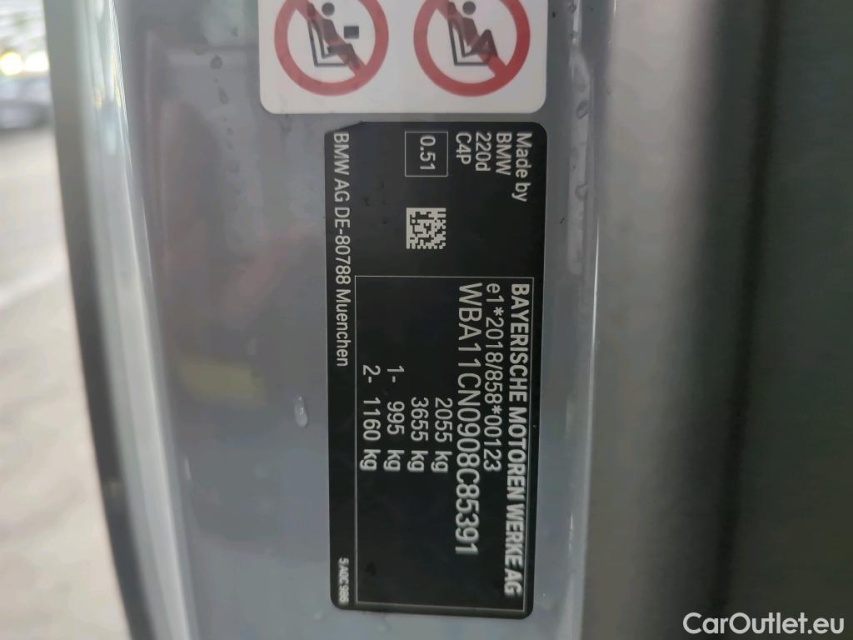 Made by
BMW
220d
C4P
0.51
BAYERISCHE MOTOREN WERKE AG
e1*2018/858*00123
WBA11CN0908C85391
2055 kg
3655 kg
1- 995 kg
2- 1160 kg
BMW AG DE-80788 Muenchen
CarOutlet.eu